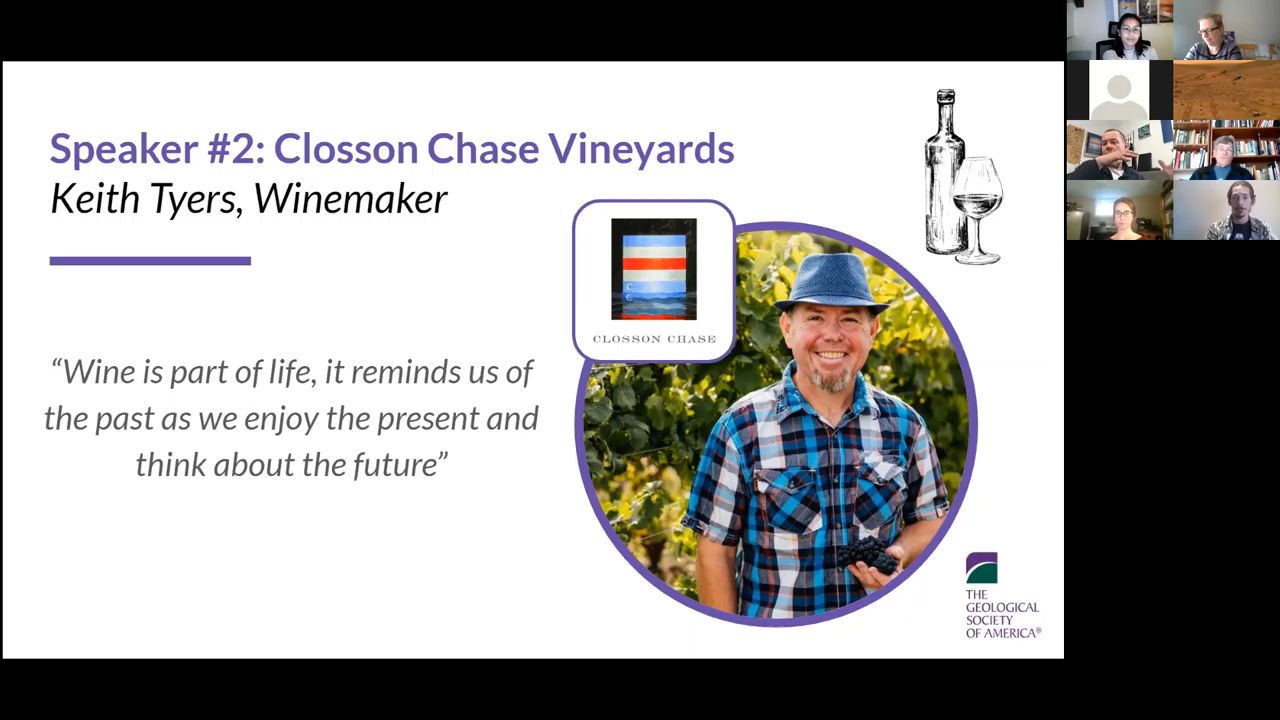 Speaker #2: Closson Chase Vineyards
Keith Tyers, Winemaker
C
C
CLOSSON CHASE
“Wine is part of life, it reminds us of
the past as we enjoy the present and
think about the future”
THE
GEOLOGICAL
SOCIETY
OF AMERICA®